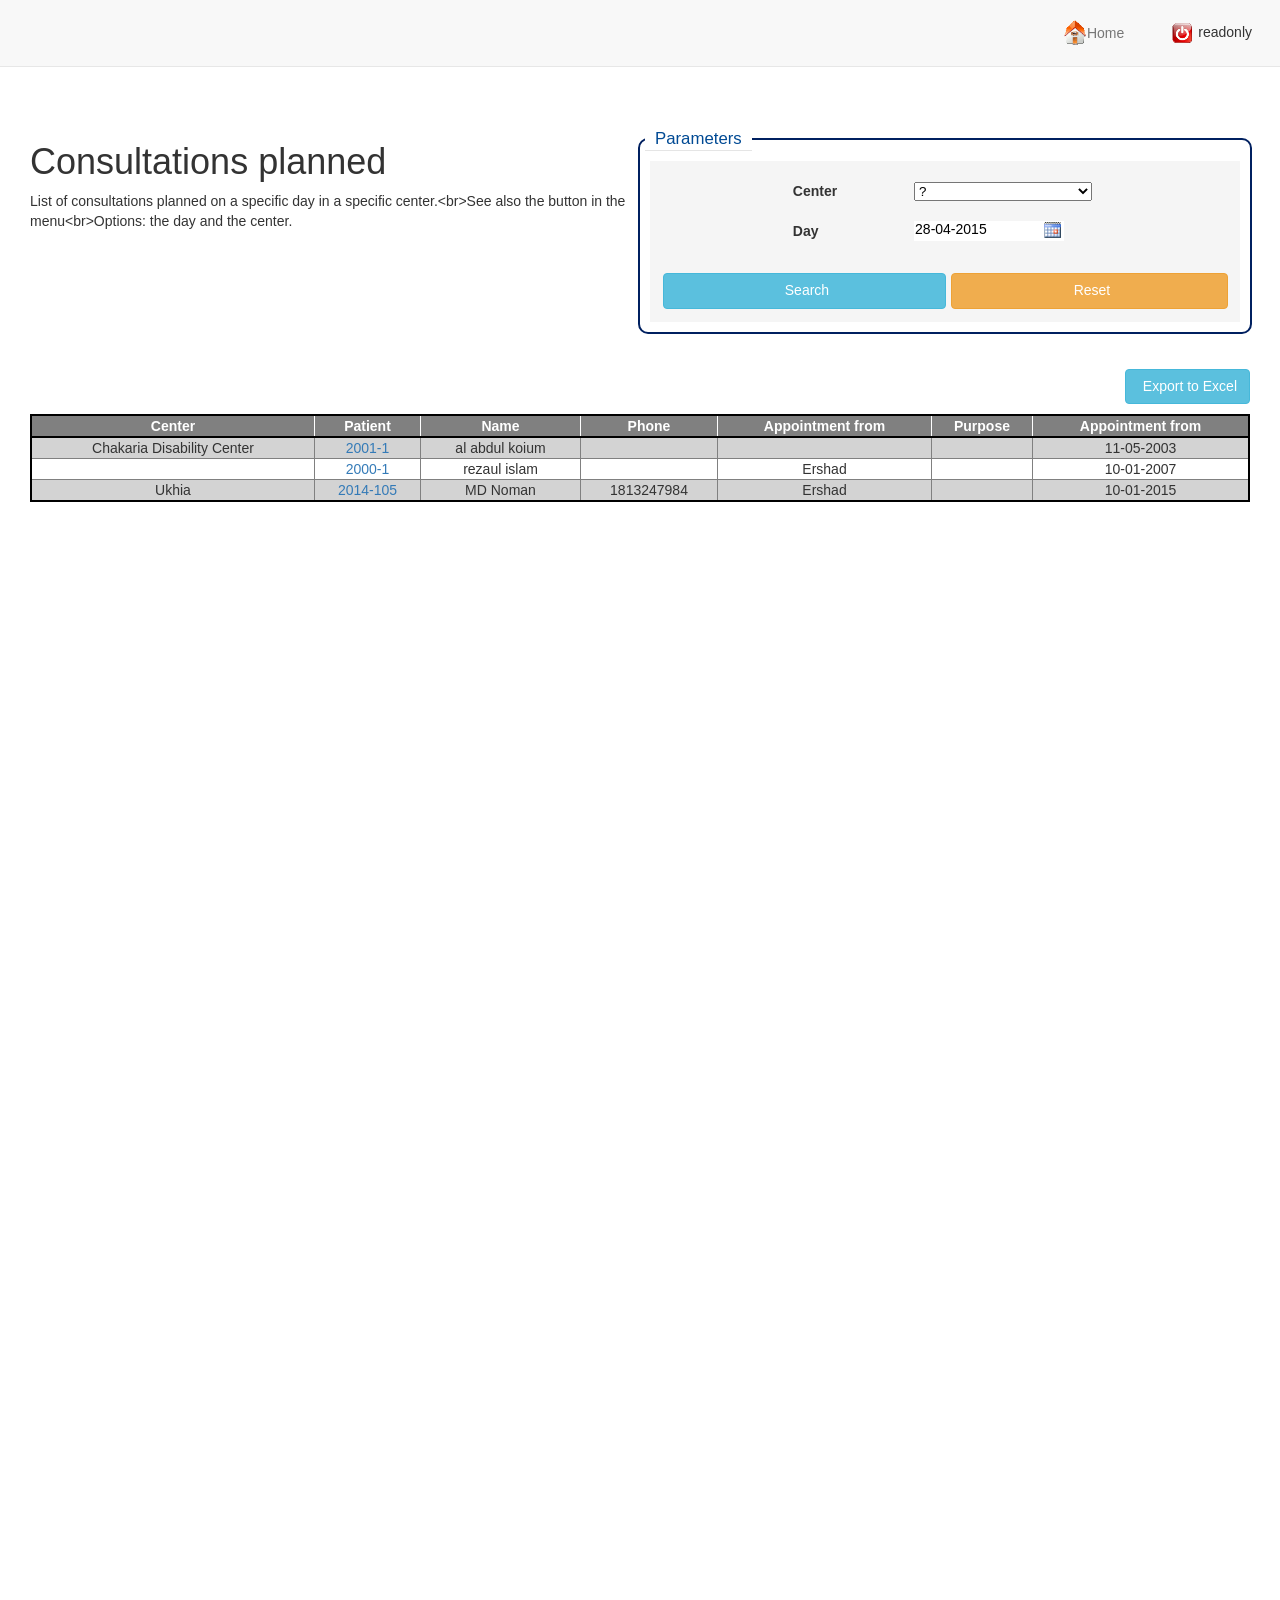 Home readonly
Consultations planned
List of consultations planned on a specific day in a specific center.<br>See also the button in the
menu<br>Options: the day and the center.
Parameters
Center ?
Day 28-04-2015
Search Reset
Export to Excel
Center Patient Name Phone Appointment from Purpose Appointment from
Chakaria Disability Center 2001-1 al abdul koium 11-05-2003
2000-1 rezaul islam Ershad 10-01-2007
Ukhia 2014-105 MD Noman 1813247984 Ershad 10-01-2015